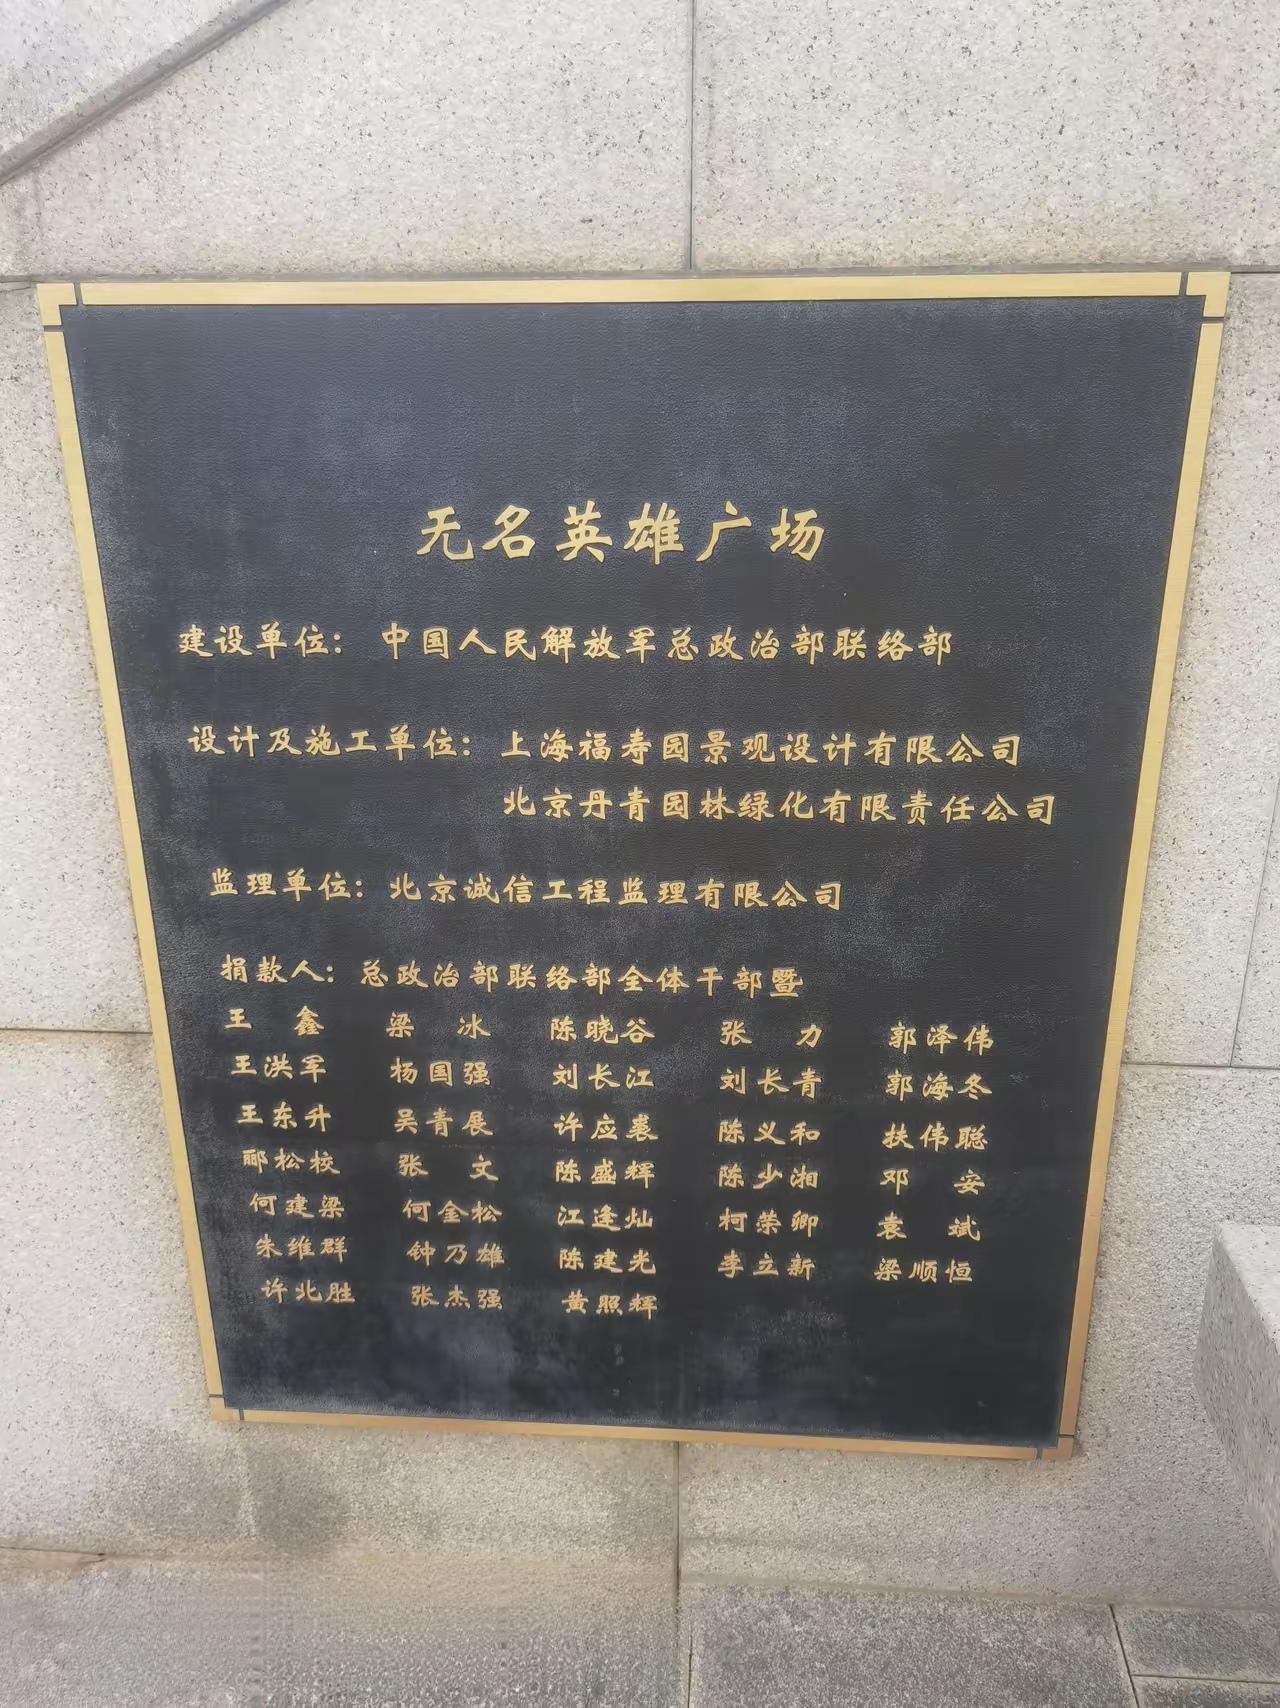 无名英雄广场
建设单位：中国人民解放军总政治部联络部
设计及施工单位：上海福寿园景观设计有限公司
北京丹青园林绿化有限责任公司
监理单位：北京诚信工程监理有限公司
捐款人：总政治部联络部全体干部暨
王鑫 梁冰 陈晓谷 张力 郭泽伟
王洪军 杨国强 刘长江 刘长青 郭海冬
王东升 吴青展 许应裘 陈义和 扶伟聪
郦松校 张文 陈盛辉 陈少湘 邓安
何建梁 何金松 江逢灿 柯荣卿 袁斌
朱维群 钟乃雄 陈建光 李立新 梁顺恒
许北胜 张杰强 黄照辉